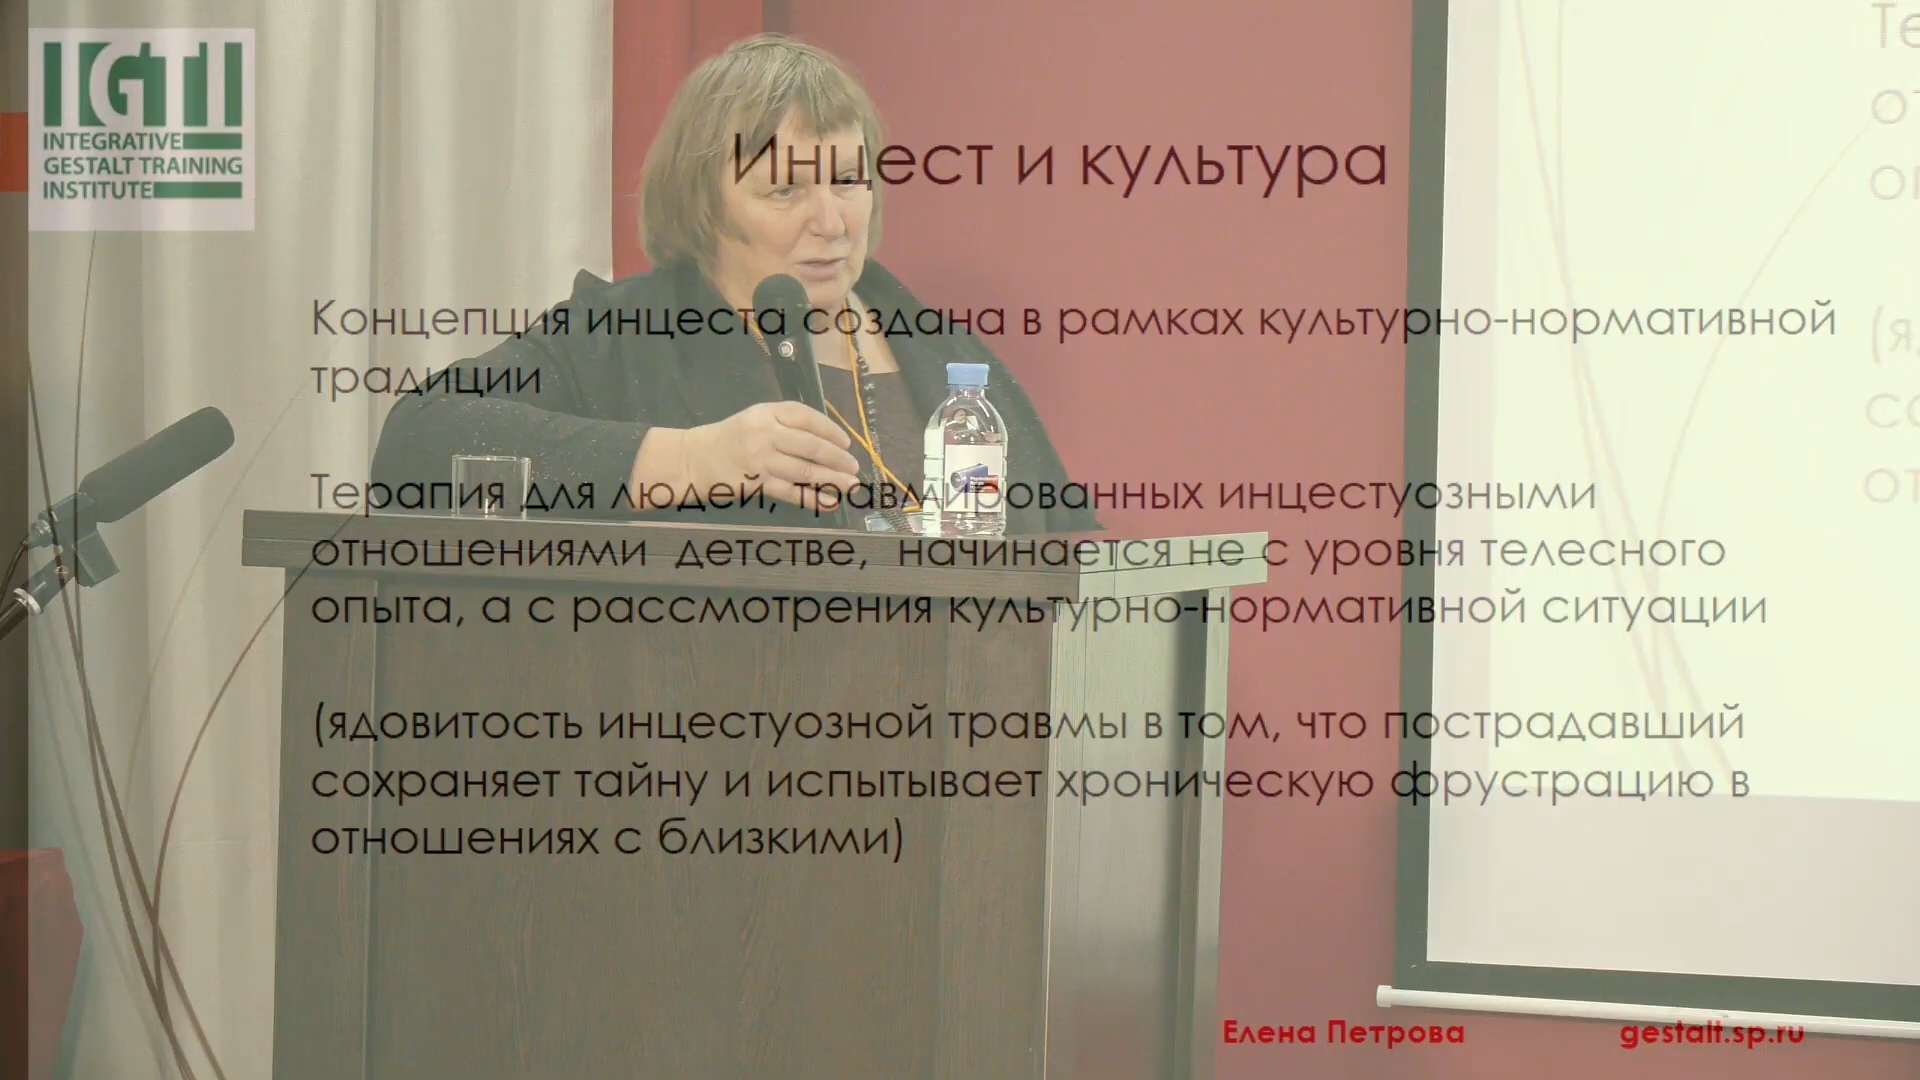 IGTI
INTEGRATIVE
GESTALT TRAINING
INSTITUTE
Инцест и культура
Концепция инцеста создана в рамках культурно-нормативной
традиции
Терапия для людей, травмированных инцестуозными
отношениями детстве, начинается не с уровня телесного
опыта, а с рассмотрения культурно-нормативной ситуации
(ядовитость инцестуозной травмы в том, что пострадавший
сохраняет тайну и испытывает хроническую фрустрацию в
отношениях с близкими)
Елена Петрова
gestalt.sp.ru